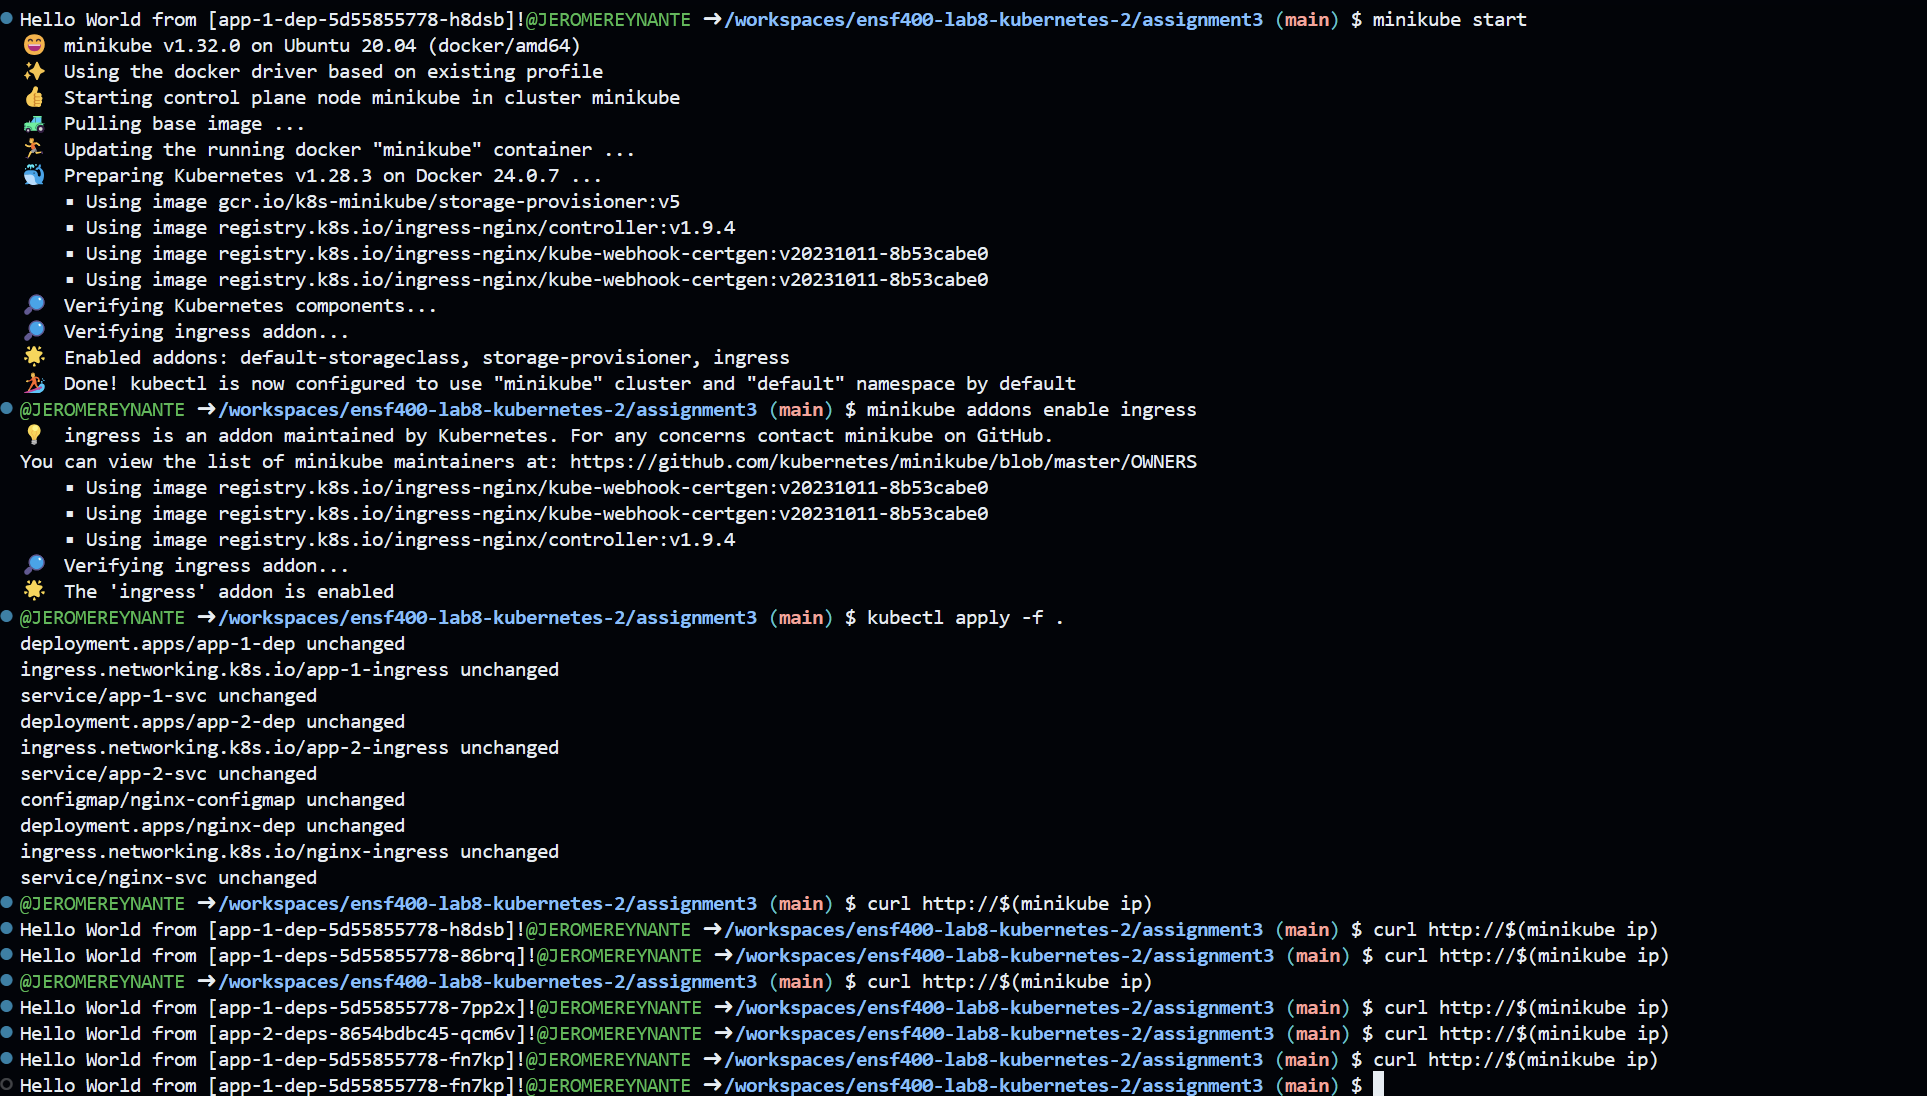 Hello World from [app-1-dep-5d55855778-h8dsb]!@JEROMEREYNANTE ➜/workspaces/ensf400-lab8-kubernetes-2/assignment3 (main) $ minikube start
😄 minikube v1.32.0 on Ubuntu 20.04 (docker/amd64)
✨ Using the docker driver based on existing profile
👍 Starting control plane node minikube in cluster minikube
🚜 Pulling base image ...
🏃 Updating the running docker "minikube" container ...
🐳 Preparing Kubernetes v1.28.3 on Docker 24.0.7 ...
▪ Using image gcr.io/k8s-minikube/storage-provisioner:v5
▪ Using image registry.k8s.io/ingress-nginx/controller:v1.9.4
▪ Using image registry.k8s.io/ingress-nginx/kube-webhook-certgen:v20231011-8b53cabe0
▪ Using image registry.k8s.io/ingress-nginx/kube-webhook-certgen:v20231011-8b53cabe0
🔎 Verifying Kubernetes components...
🔎 Verifying ingress addon...
🌟 Enabled addons: default-storageclass, storage-provisioner, ingress
🏄 Done! kubectl is now configured to use "minikube" cluster and "default" namespace by default
@JEROMEREYNANTE ➜/workspaces/ensf400-lab8-kubernetes-2/assignment3 (main) $ minikube addons enable ingress
💡 ingress is an addon maintained by Kubernetes. For any concerns contact minikube on GitHub.
You can view the list of minikube maintainers at: https://github.com/kubernetes/minikube/blob/master/OWNERS
▪ Using image registry.k8s.io/ingress-nginx/kube-webhook-certgen:v20231011-8b53cabe0
▪ Using image registry.k8s.io/ingress-nginx/kube-webhook-certgen:v20231011-8b53cabe0
▪ Using image registry.k8s.io/ingress-nginx/controller:v1.9.4
🔎 Verifying ingress addon...
🌟 The 'ingress' addon is enabled
@JEROMEREYNANTE ➜/workspaces/ensf400-lab8-kubernetes-2/assignment3 (main) $ kubectl apply -f .
deployment.apps/app-1-dep unchanged
ingress.networking.k8s.io/app-1-ingress unchanged
service/app-1-svc unchanged
deployment.apps/app-2-dep unchanged
ingress.networking.k8s.io/app-2-ingress unchanged
service/app-2-svc unchanged
configmap/nginx-configmap unchanged
deployment.apps/nginx-dep unchanged
ingress.networking.k8s.io/nginx-ingress unchanged
service/nginx-svc unchanged
@JEROMEREYNANTE ➜/workspaces/ensf400-lab8-kubernetes-2/assignment3 (main) $ curl http://$(minikube ip)
Hello World from [app-1-dep-5d55855778-h8dsb]!@JEROMEREYNANTE ➜/workspaces/ensf400-lab8-kubernetes-2/assignment3 (main) $ curl http://$(minikube ip)
Hello World from [app-1-deps-5d55855778-86brq]!@JEROMEREYNANTE ➜/workspaces/ensf400-lab8-kubernetes-2/assignment3 (main) $ curl http://$(minikube ip)
@JEROMEREYNANTE ➜/workspaces/ensf400-lab8-kubernetes-2/assignment3 (main) $ curl http://$(minikube ip)
Hello World from [app-1-deps-5d55855778-7pp2x]!@JEROMEREYNANTE ➜/workspaces/ensf400-lab8-kubernetes-2/assignment3 (main) $ curl http://$(minikube ip)
Hello World from [app-2-deps-8654bdbc45-qcm6v]!@JEROMEREYNANTE ➜/workspaces/ensf400-lab8-kubernetes-2/assignment3 (main) $ curl http://$(minikube ip)
Hello World from [app-1-dep-5d55855778-fn7kp]!@JEROMEREYNANTE ➜/workspaces/ensf400-lab8-kubernetes-2/assignment3 (main) $ curl http://$(minikube ip)
Hello World from [app-1-dep-5d55855778-fn7kp]!@JEROMEREYNANTE ➜/workspaces/ensf400-lab8-kubernetes-2/assignment3 (main) $